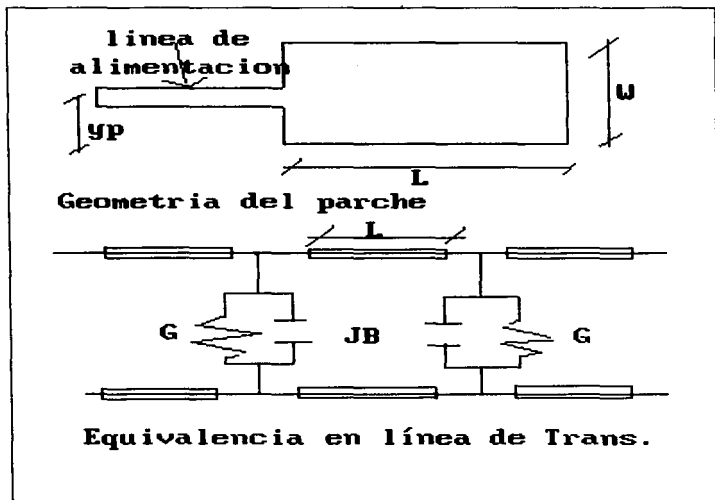 linea de
alimentacion
yp
W
L
Geometria del parche
L
G
JB
G
Equivalencia en línea de Trans.